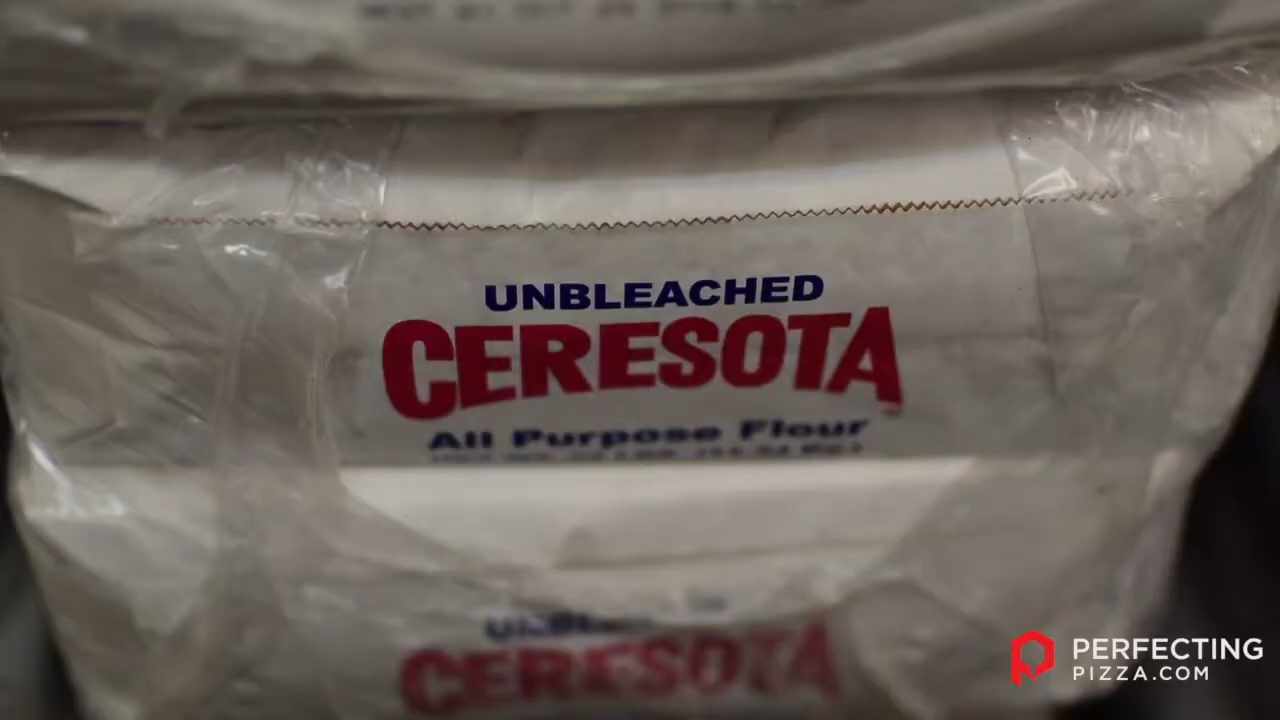 UNBLEACHED
CERESOTA
All Purpose Flour
CERESOTA
PERFECTING
PIZZA.COM